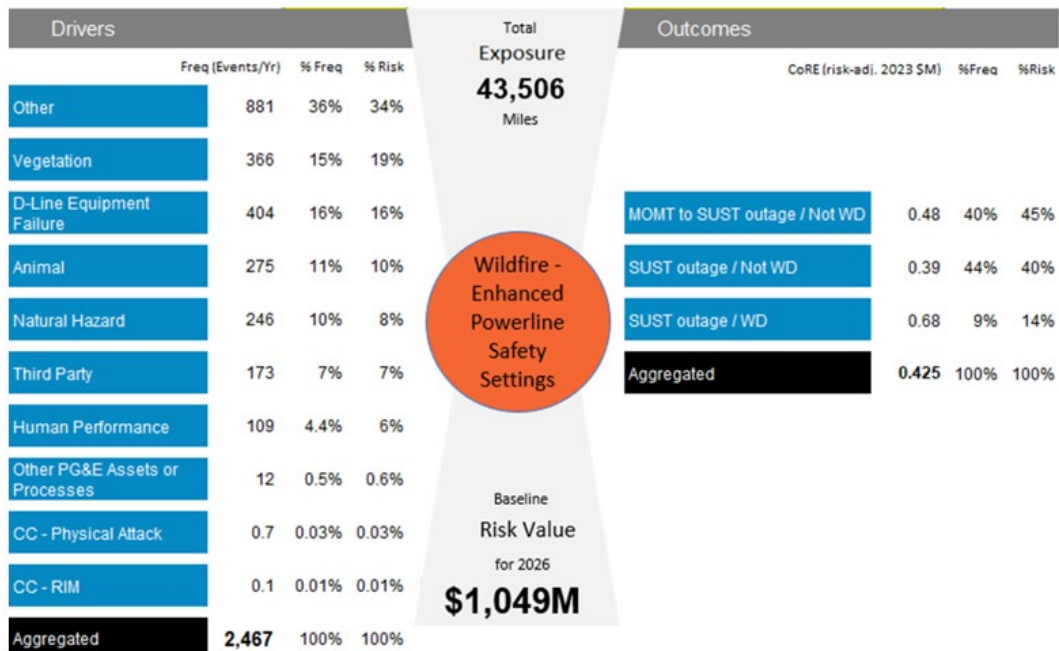 Drivers
Freq (Events/Yr) % Freq % Risk
Other 881 36% 34%
Vegetation 366 15% 19%
D-Line Equipment
Failure 404 16% 16%
Animal 275 11% 10%
Natural Hazard 246 10% 8%
Third Party 173 7% 7%
Human Performance 109 4.4% 6%
Other PG&E Assets or
Processes 12 0.5% 0.6%
CC - Physical Attack 0.7 0.03% 0.03%
CC - RIM 0.1 0.01% 0.01%
Aggregated 2,467 100% 100%
Total
Exposure
43,506
Miles
Wildfire -
Enhanced
Powerline
Safety
Settings
Baseline
Risk Value
for 2026
$1,049M
Outcomes
CoRE (risk-adj. 2023 $M) %Freq %Risk
MOMT to SUST outage / Not WD 0.48 40% 45%
SUST outage / Not WD 0.39 44% 40%
SUST outage / WD 0.68 9% 14%
Aggregated 0.425 100% 100%